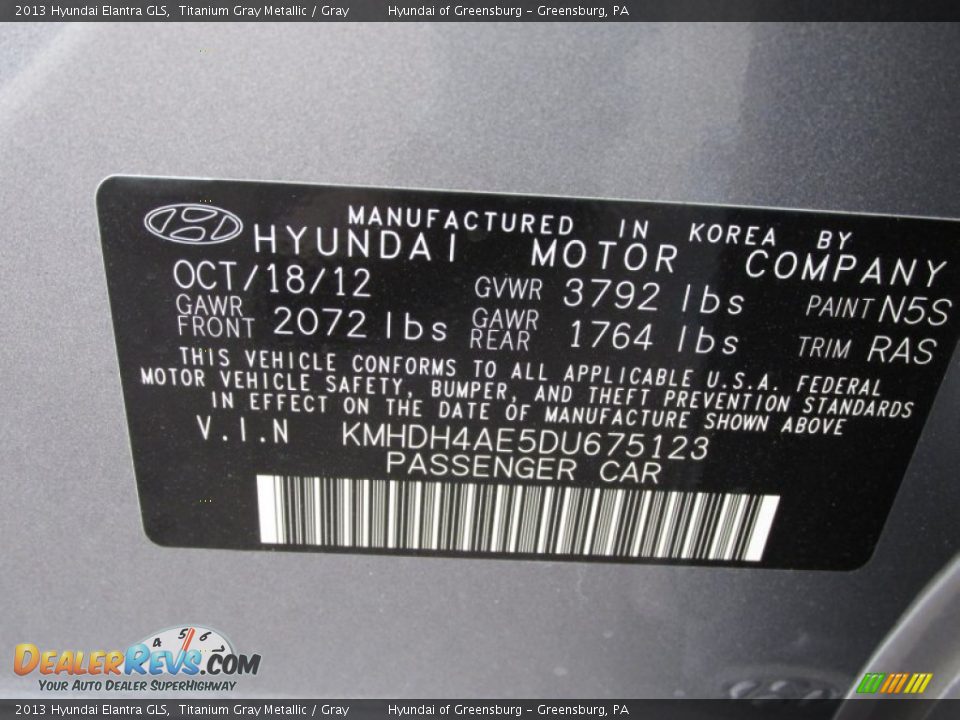 2013 Hyundai Elantra GLS, Titanium Gray Metallic / Gray Hyundai of Greensburg - Greensburg, PA
MANUFACTURED IN KOREA BY
HYUNDAI MOTOR COMPANY
OCT/18/12 GVWR 3792 lbs PAINT N5S
GAWR FRONT 2072 lbs GAWR REAR 1764 lbs TRIM RAS
THIS VEHICLE CONFORMS TO ALL APPLICABLE U.S.A. FEDERAL
MOTOR VEHICLE SAFETY, BUMPER, AND THEFT PREVENTION STANDARDS
IN EFFECT ON THE DATE OF MANUFACTURE SHOWN ABOVE
V.I.N KMHDH4AE5DU675123
PASSENGER CAR
4 5 6
DEALERREVS.COM
YOUR AUTO DEALER SUPERHIGHWAY
2013 Hyundai Elantra GLS, Titanium Gray Metallic / Gray Hyundai of Greensburg - Greensburg, PA